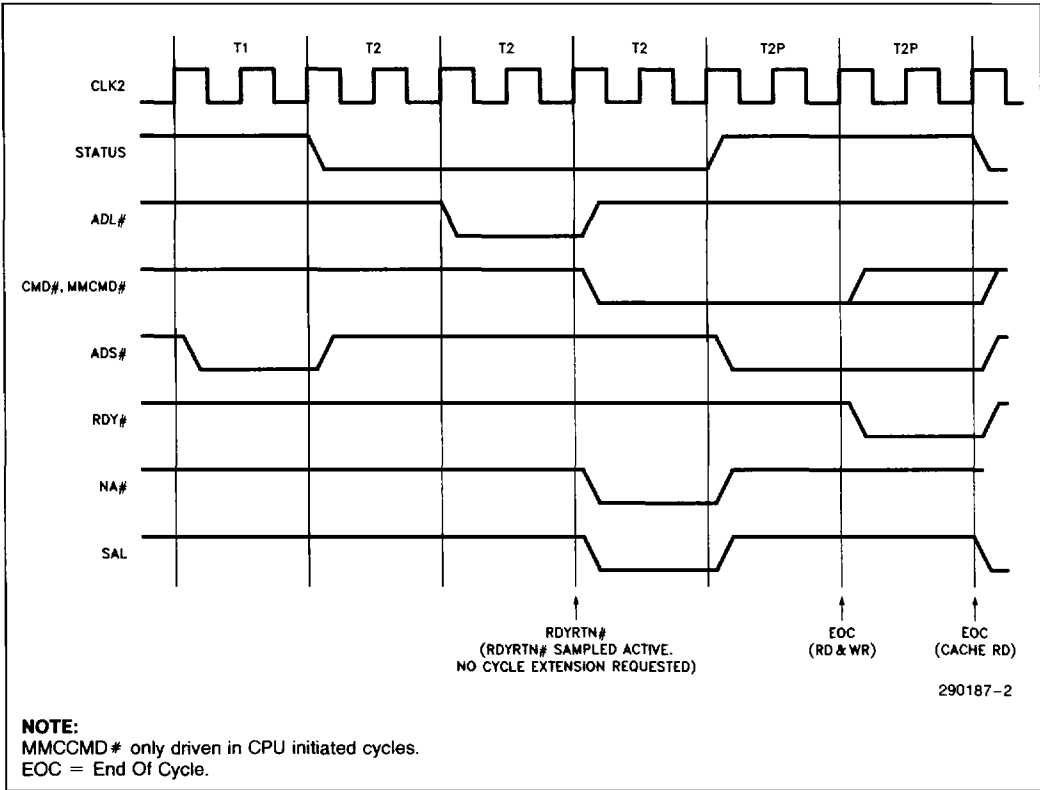 T1 T2 T2 T2 T2P T2P
CLK2
STATUS
ADL#
CMD#, MMCMD#
ADS#
RDY#
NA#
SAL
RDYRTN#
(RDYRTN# SAMPLED ACTIVE.
NO CYCLE EXTENSION REQUESTED)
EOC
(RD & WR)
EOC
(CACHE RD)
290187-2
NOTE:
MMCCMD# only driven in CPU initiated cycles.
EOC = End Of Cycle.